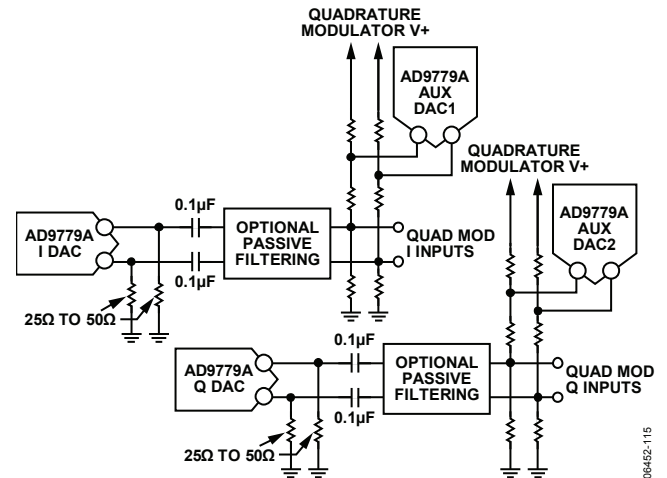 QUADRATURE
MODULATOR V+
AD9779A
AUX
DAC1
QUADRATURE
MODULATOR V+
AD9779A
AUX
DAC2
0.1µF
AD9779A
I DAC
OPTIONAL
PASSIVE
FILTERING
QUAD MOD
I INPUTS
0.1µF
25Ω TO 50Ω
0.1µF
AD9779A
Q DAC
OPTIONAL
PASSIVE
FILTERING
QUAD MOD
Q INPUTS
0.1µF
25Ω TO 50Ω
06452-115